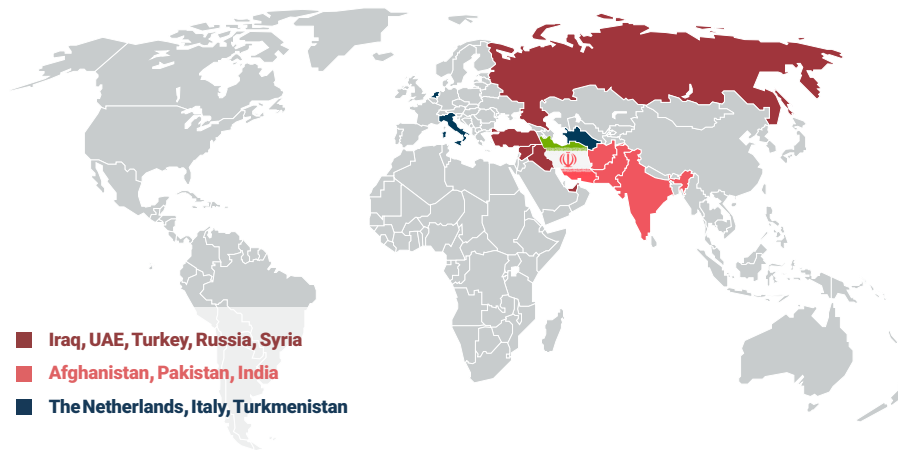 Iraq, UAE, Turkey, Russia, Syria
Afghanistan, Pakistan, India
The Netherlands, Italy, Turkmenistan